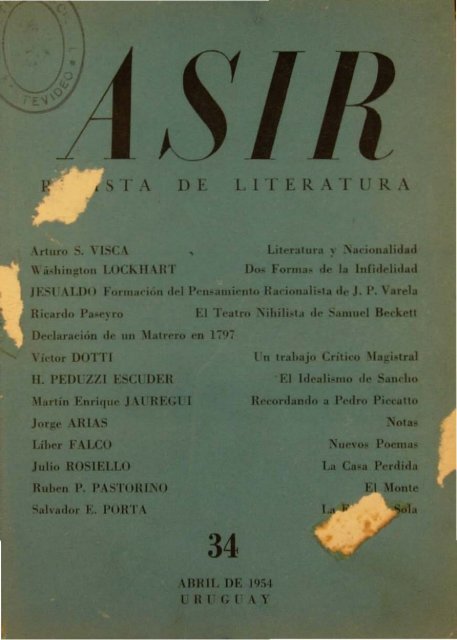 TEVIDEO
ASIR
DE LITERATURA
Arturo S. VISCA Literatura y Nacionalidad
Wáshington LOCKHART Dos Formas de la Infidelidad
JESUALDO Formación del Pensamiento Racionalista de J. P. Varela
Ricardo Paseyro El Teatro Nihilista de Samuel Beckett
Declaración de un Matrero en 1797
Víctor DOTTI Un trabajo Crítico Magistral
H. PEDUZZI ESCUDER El Idealismo de Sancho
Martín Enrique JAUREGUI Recordando a Pedro Piccatto
Jorge ARIAS Notas
Líber FALCO Nuevos Poemas
Julio ROSIELLO La Casa Perdida
Ruben P. PASTORINO El Monte
Salvador E. PORTA La Sola
34
ABRIL DE 1954
URUGUAY